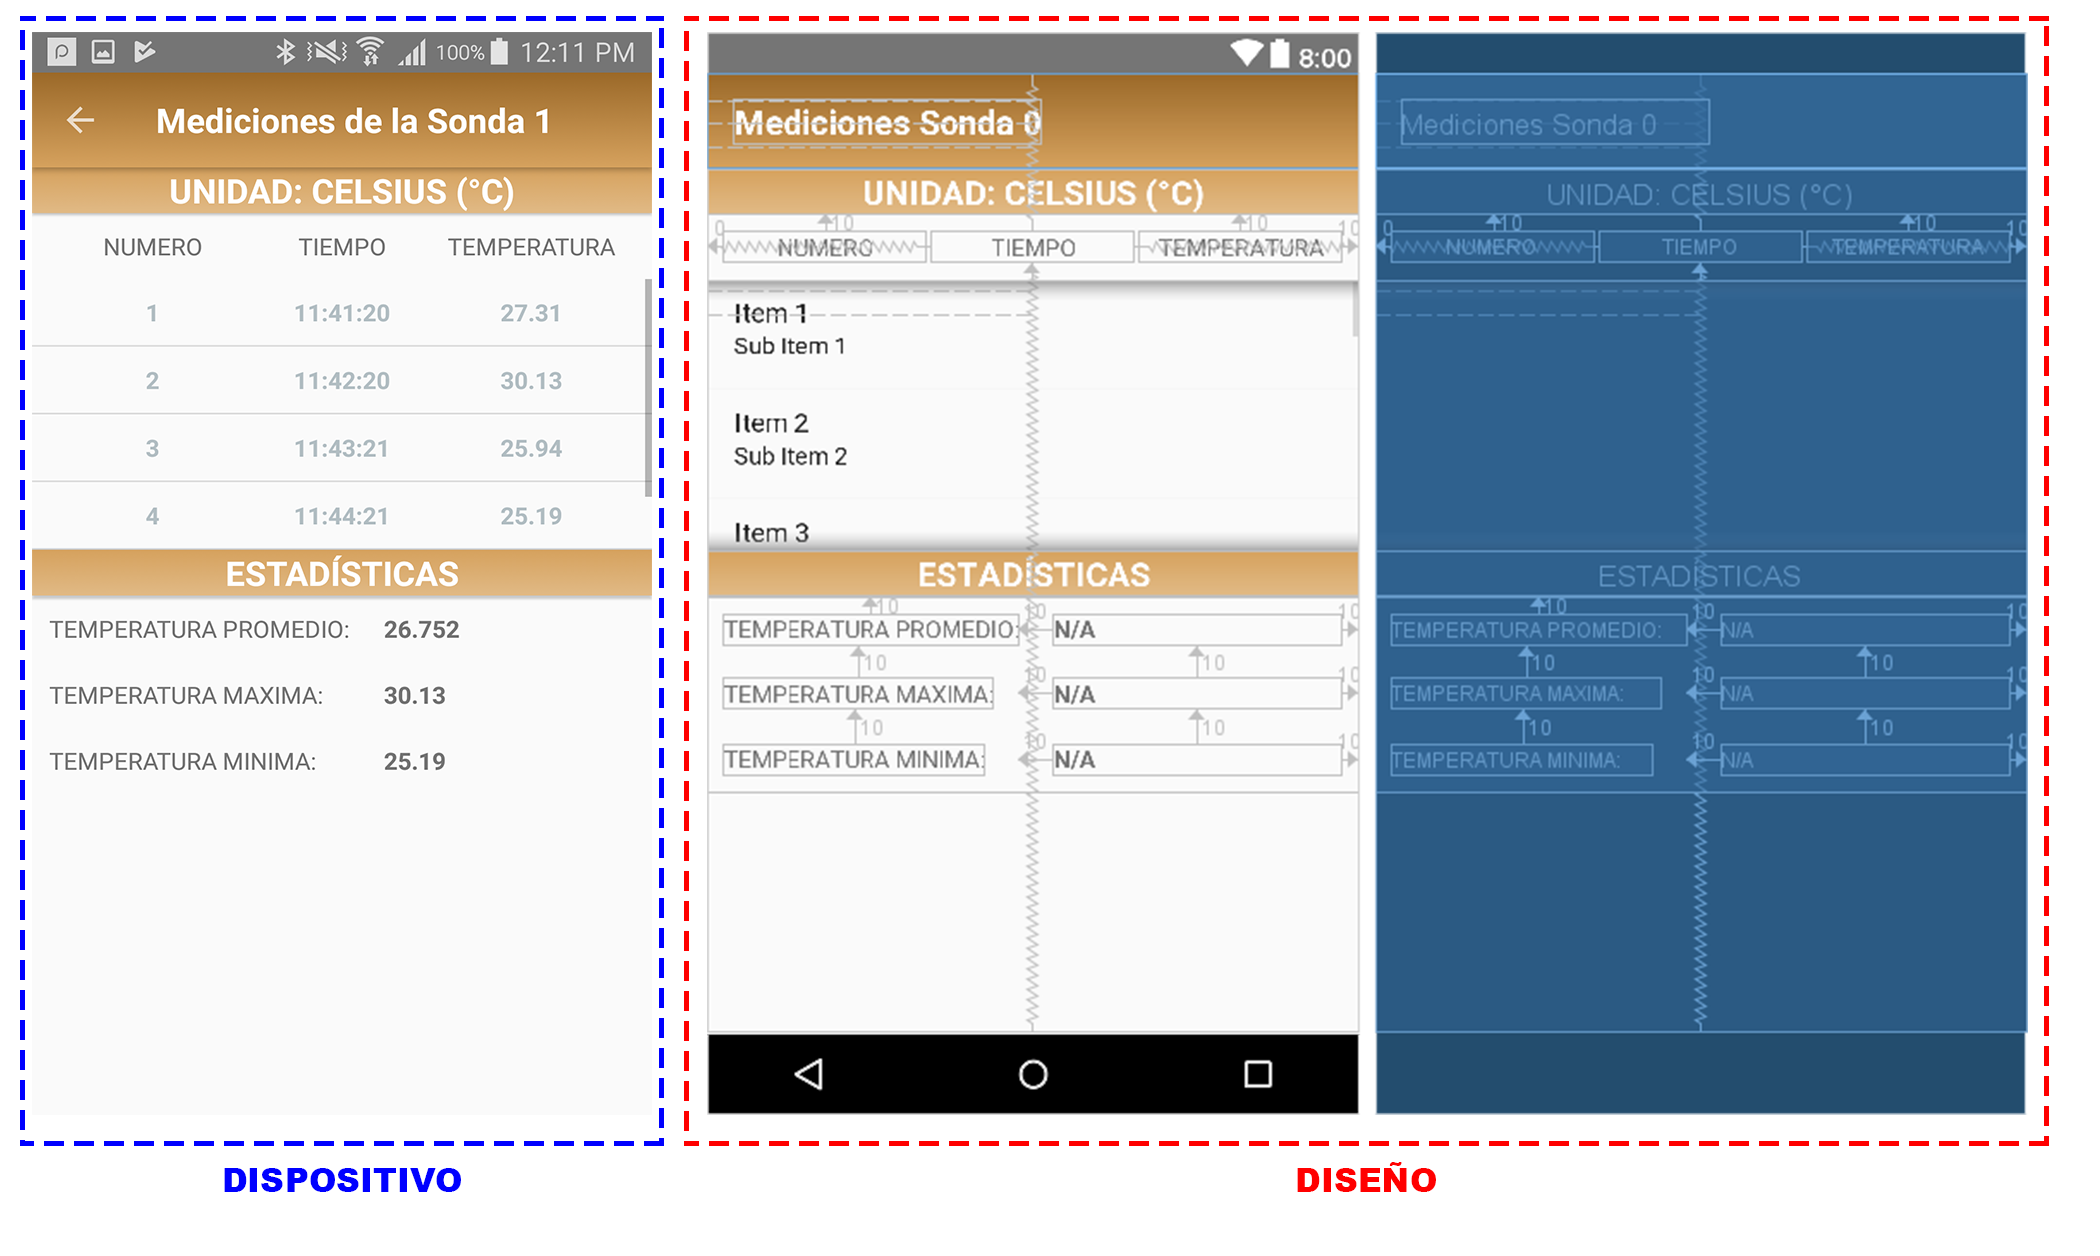 100% 12:11 PM
Mediciones de la Sonda 1
UNIDAD: CELSIUS (°C)
NUMERO TIEMPO TEMPERATURA
1 11:41:20 27.31
2 11:42:20 30.13
3 11:43:21 25.94
4 11:44:21 25.19
ESTADÍSTICAS
TEMPERATURA PROMEDIO: 26.752
TEMPERATURA MAXIMA: 30.13
TEMPERATURA MINIMA: 25.19
DISPOSITIVO
8:00
Mediciones Sonda 0
UNIDAD: CELSIUS (°C)
0 10 10 10
NUMERO TIEMPO TEMPERATURA
Item 1
Sub Item 1
Item 2
Sub Item 2
Item 3
ESTADÍSTICAS
10 10 10
TEMPERATURA PROMEDIO: N/A
10 10 10 10
TEMPERATURA MAXIMA: N/A
10 10 10 10
TEMPERATURA MINIMA: N/A
Mediciones Sonda 0
UNIDAD: CELSIUS (°C)
0 10 10 10
NUMERO TIEMPO TEMPERATURA
ESTADÍSTICAS
10 10 10
TEMPERATURA PROMEDIO: N/A
10 10 10 10
TEMPERATURA MAXIMA: N/A
10 10 10 10
TEMPERATURA MINIMA: N/A
DISEÑO